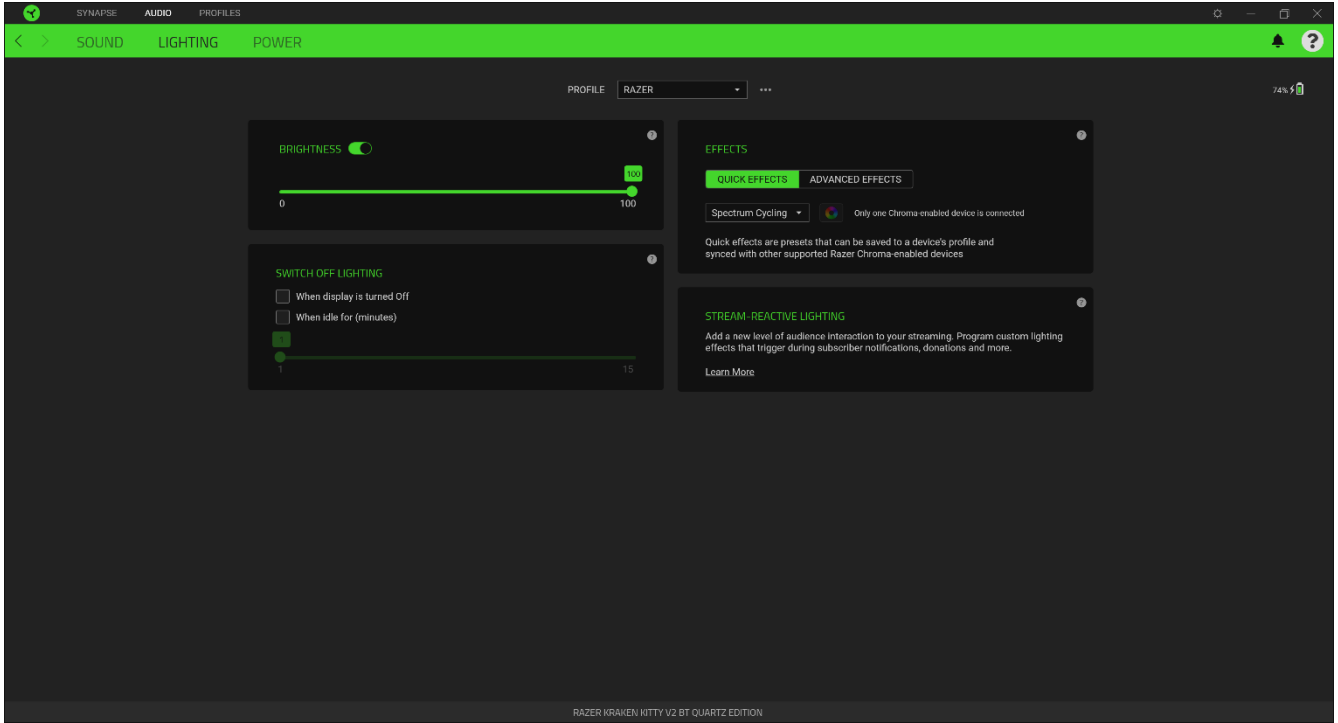 SYNAPSE AUDIO PROFILES
SOUND LIGHTING POWER
?
PROFILE RAZER
74%
BRIGHTNESS
100
0 100
SWITCH OFF LIGHTING
When display is turned Off
When idle for (minutes)
1
1 15
EFFECTS
QUICK EFFECTS ADVANCED EFFECTS
Spectrum Cycling Only one Chroma-enabled device is connected
Quick effects are presets that can be saved to a device's profile and
synced with other supported Razer Chroma-enabled devices
STREAM-REACTIVE LIGHTING
Add a new level of audience interaction to your streaming. Program custom lighting
effects that trigger during subscriber notifications, donations and more.
Learn More
RAZER KRAKEN KITTY V2 BT QUARTZ EDITION